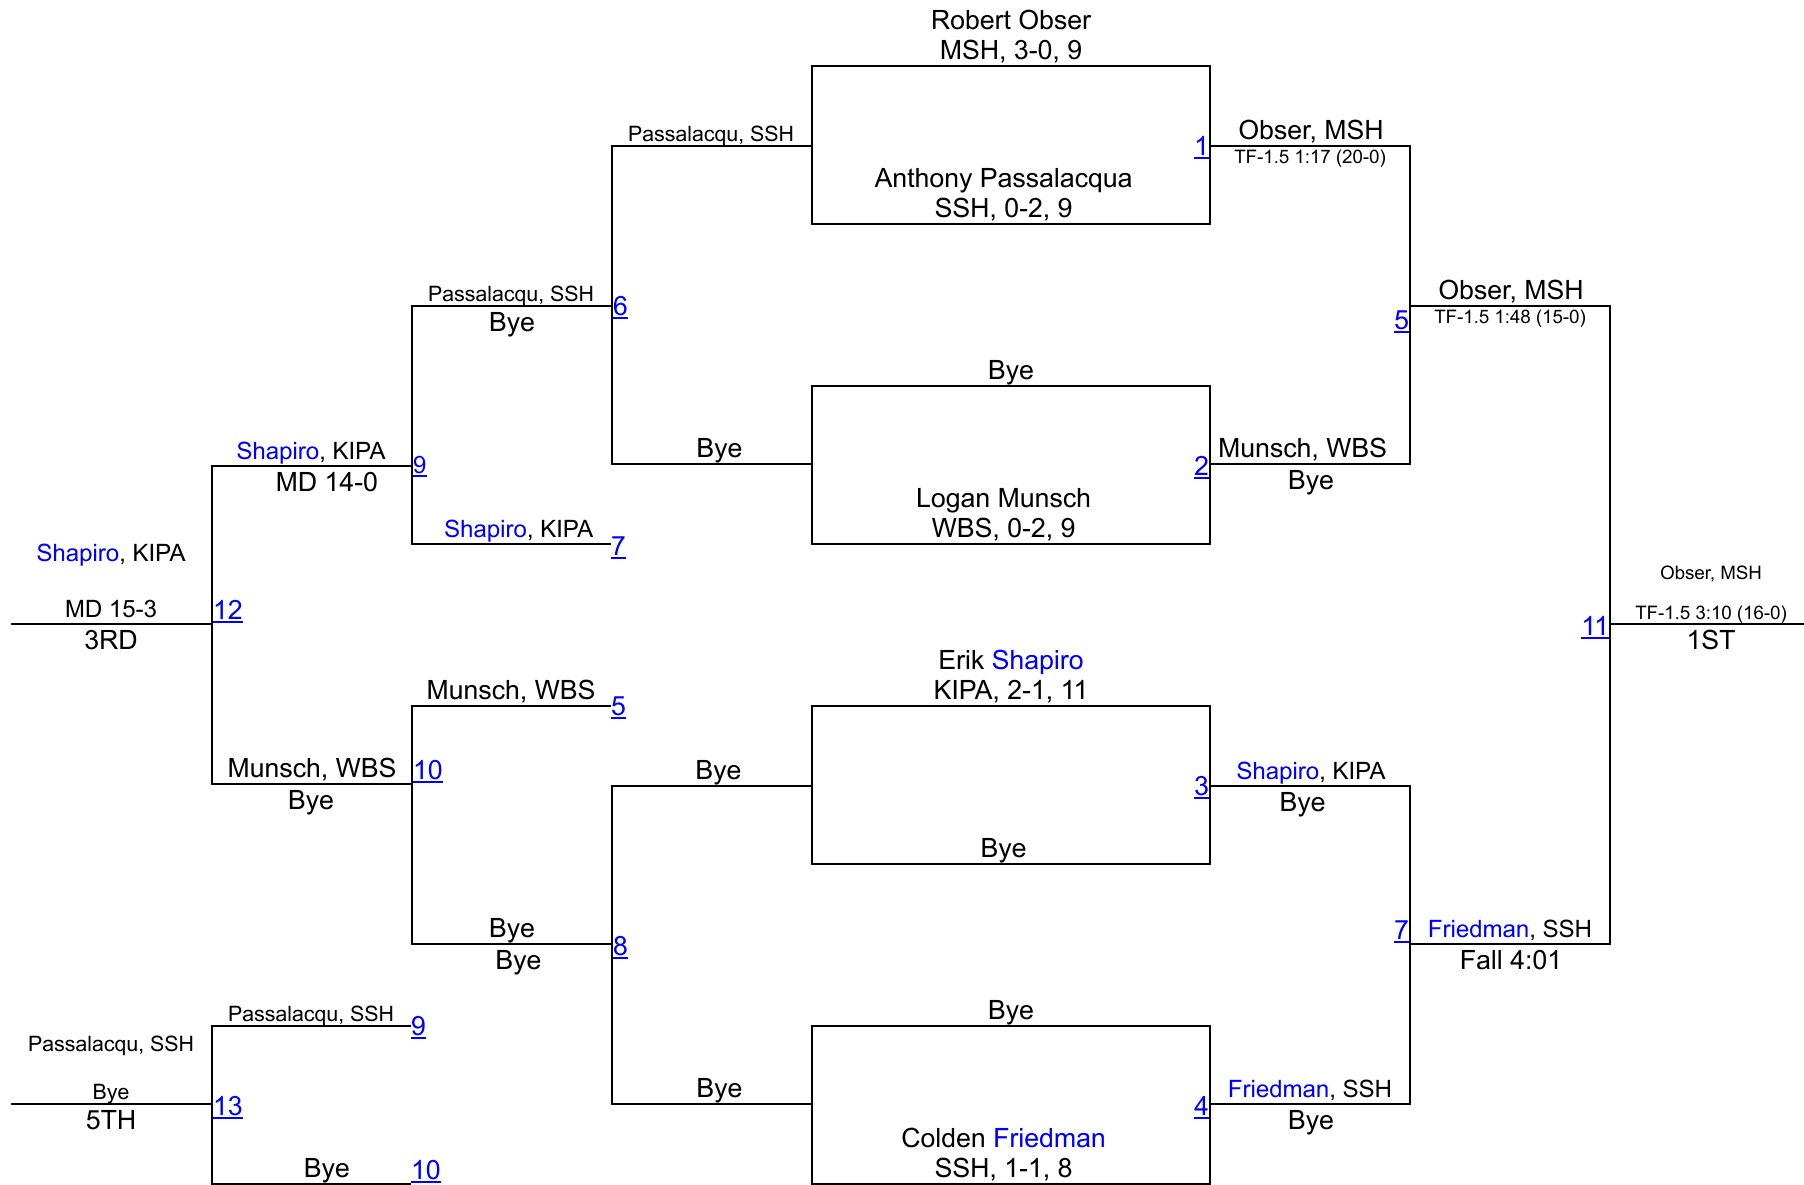 Robert Obser
MSH, 3-0, 9
Passalacqu, SSH
1
Obser, MSH
TF-1.5 1:17 (20-0)
Anthony Passalacqua
SSH, 0-2, 9
Passalacqu, SSH
Bye
6
5
Obser, MSH
TF-1.5 1:48 (15-0)
Bye
Shapiro, KIPA
MD 14-0
9
Bye
2
Munsch, WBS
Bye
Logan Munsch
WBS, 0-2, 9
Shapiro, KIPA
7
Shapiro, KIPA
MD 15-3
3RD
12
Obser, MSH
TF-1.5 3:10 (16-0)
1ST
11
Erik Shapiro
KIPA, 2-1, 11
Munsch, WBS
5
Munsch, WBS
Bye
10
Bye
3
Shapiro, KIPA
Bye
Bye
Bye
Bye
8
7
Friedman, SSH
Fall 4:01
Bye
Passalacqu, SSH
9
Passalacqu, SSH
Bye
5TH
13
Bye
4
Friedman, SSH
Bye
Colden Friedman
SSH, 1-1, 8
Bye
10